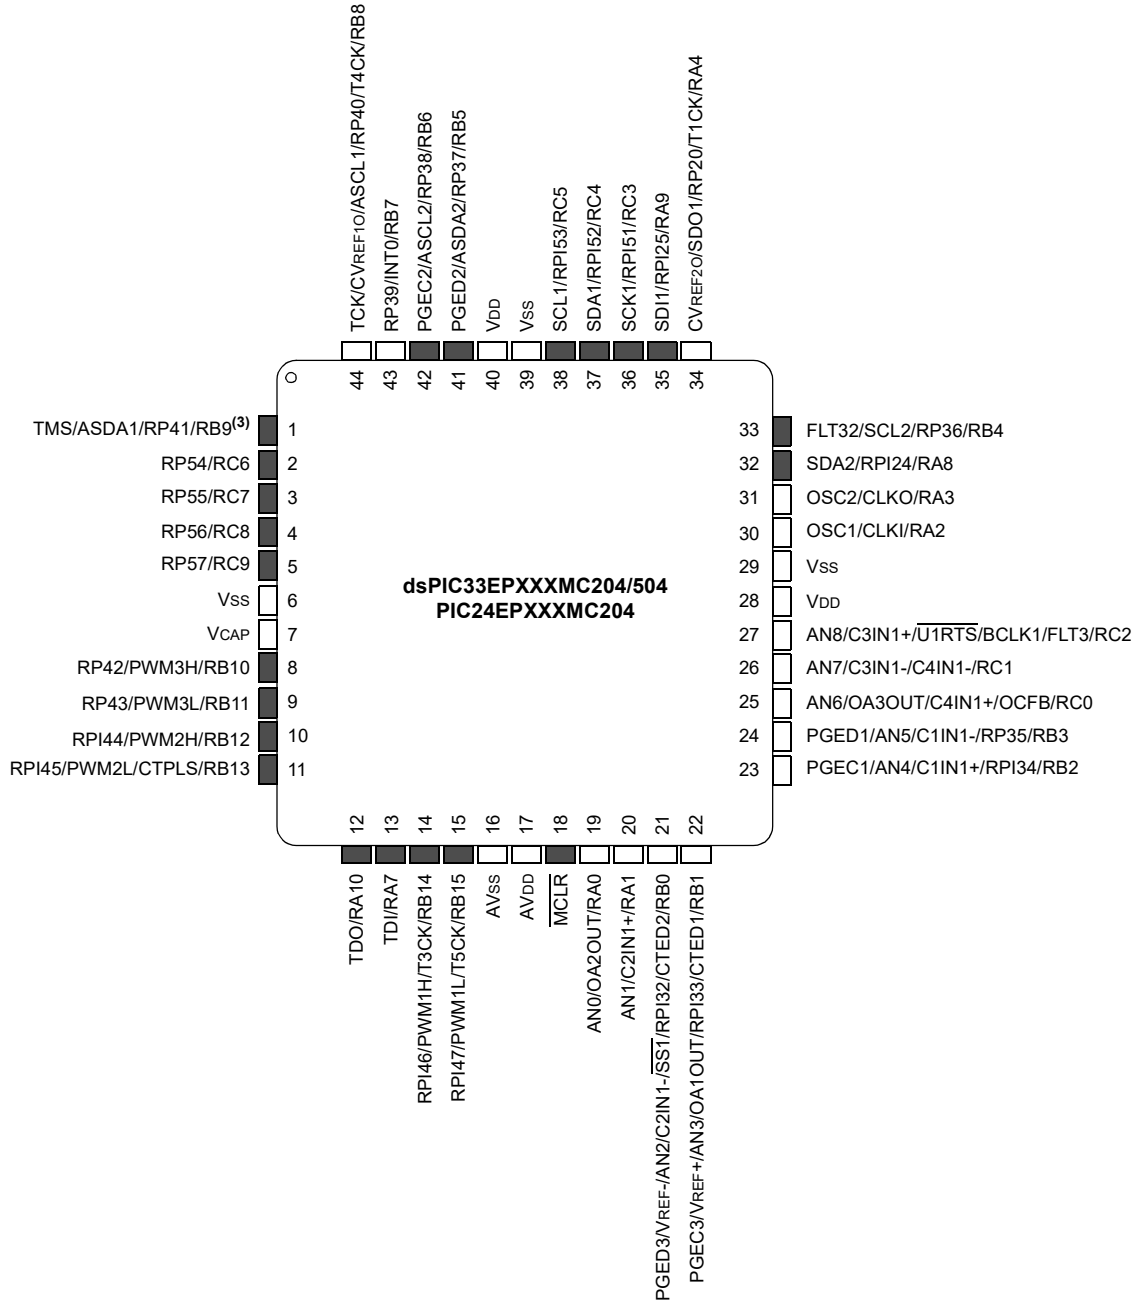 TCK/CVREF1O/ASCL1/RP40/T4CK/RB8
RP39/INT0/RB7
PGEC2/ASCL2/RP38/RB6
PGED2/ASDA2/RP37/RB5
VDD
VSS
SCL1/RPI53/RC5
SDA1/RPI52/RC4
SCK1/RPI51/RC3
SDI1/RPI25/RA9
CVREF2O/SDO1/RP20/T1CK/RA4
44 43 42 41 40 39 38 37 36 35 34
TMS/ASDA1/RP41/RB9(3) 1
RP54/RC6 2
RP55/RC7 3
RP56/RC8 4
RP57/RC9 5
VSS 6
VCAP 7
RP42/PWM3H/RB10 8
RP43/PWM3L/RB11 9
RPI44/PWM2H/RB12 10
RPI45/PWM2L/CTPLS/RB13 11
dsPIC33EPXXXMC204/504
PIC24EPXXXMC204
33 FLT32/SCL2/RP36/RB4
32 SDA2/RPI24/RA8
31 OSC2/CLKO/RA3
30 OSC1/CLKI/RA2
29 VSS
28 VDD
27 AN8/C3IN1+/U1RTS/BCLK1/FLT3/RC2
26 AN7/C3IN1-/C4IN1-/RC1
25 AN6/OA3OUT/C4IN1+/OCFB/RC0
24 PGED1/AN5/C1IN1-/RP35/RB3
23 PGEC1/AN4/C1IN1+/RPI34/RB2
12 13 14 15 16 17 18 19 20 21 22
TDO/RA10
TDI/RA7
RPI46/PWM1H/T3CK/RB14
RPI47/PWM1L/T5CK/RB15
AVSS
AVDD
MCLR
AN0/OA2OUT/RA0
AN1/C2IN1+/RA1
PGED3/VREF-/AN2/C2IN1-/SS1/RPI32/CTED2/RB0
PGEC3/VREF+/AN3/OA1OUT/RPI33/CTED1/RB1